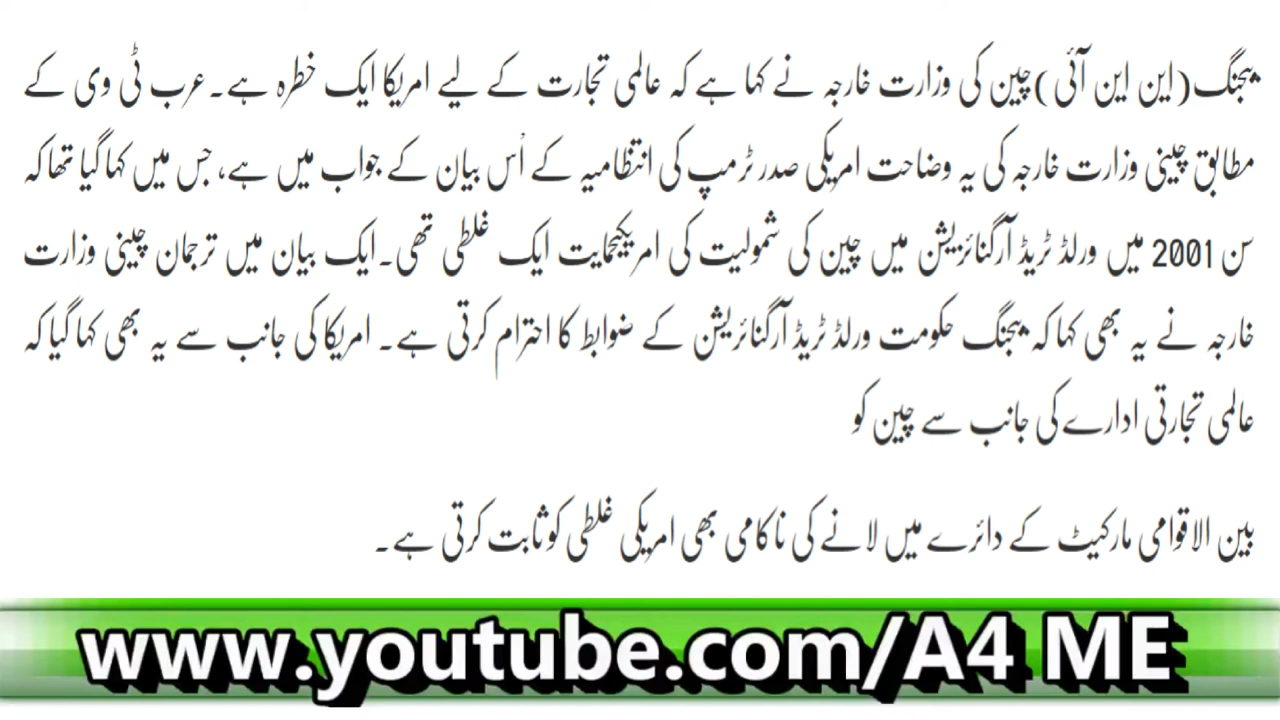 بیجنگ(این این آئی)چین کی وزارت خارجہ نے کہا ہے کہ عالمی تجارت کے لیے امریکا ایک خطرہ ہے۔عرب ٹی وی کے
مطابق چینی وزارت خارجہ کی یہ وضاحت امریکی صدر ٹرمپ کی انتظامیہ کے اُس بیان کے جواب میں ہے، جس میں کہا گیا تھا کہ
سن 2001 میں ورلڈ ٹریڈ آرگنائزیشن میں چین کی شمولیت کی امریکیحمایت ایک غلطی تھی۔ایک بیان میں ترجمان چینی وزارت
خارجہ نے یہ بھی کہا کہ بیجنگ حکومت ورلڈ ٹریڈ آرگنائزیشن کے ضوابط کا احترام کرتی ہے۔ امریکا کی جانب سے یہ بھی کہا گیا کہ
عالمی تجارتی ادارے کی جانب سے چین کو
بین الاقوامی مارکیٹ کے دائرے میں لانے کی ناکامی بھی امریکی غلطی کو ثابت کرتی ہے۔
www.youtube.com/A4 ME